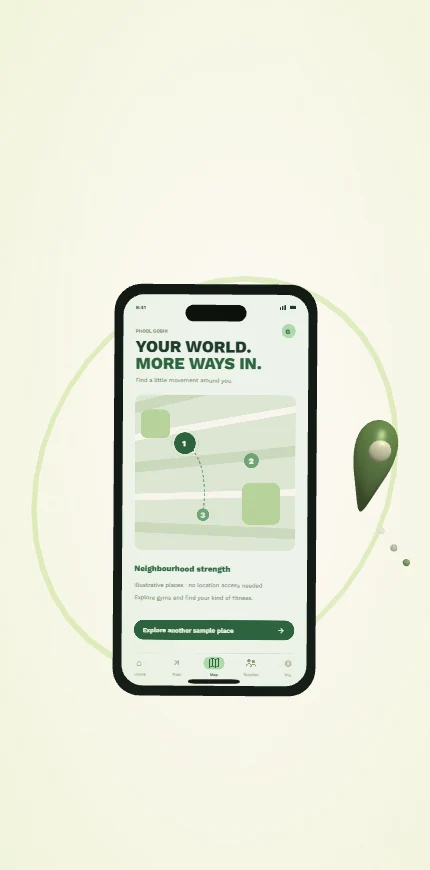 9:41
PHOOL GOBHI
G
YOUR WORLD.
MORE WAYS IN.
Find a little movement around you.
1
2
3
Neighbourhood strength
Illustrative places · no location access needed
Explore gyms and find your kind of fitness.
Explore another sample place →
Home
Map
Together
You